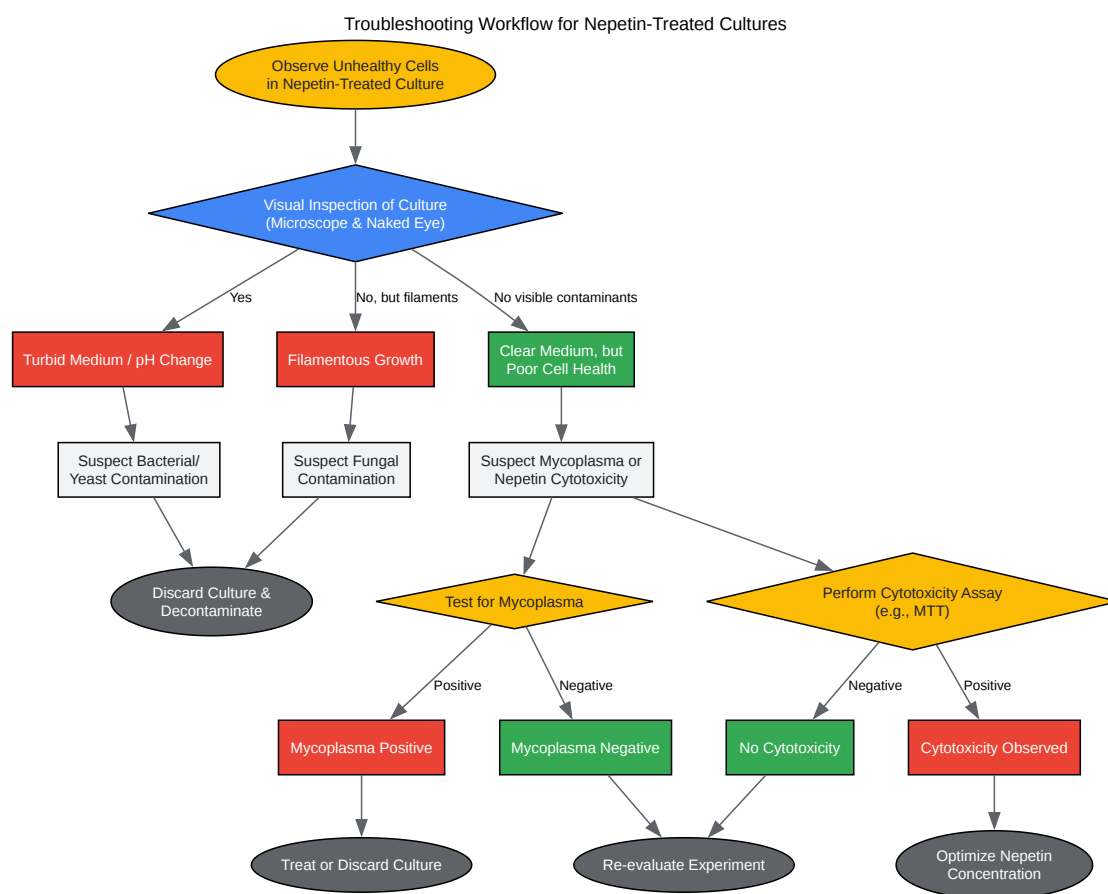 Troubleshooting Workflow for Nepetin-Treated Cultures
Observe Unhealthy Cells
in Nepetin-Treated Culture
Visual Inspection of Culture
(Microscope & Naked Eye)
Yes
No, but filaments
No visible contaminants
Turbid Medium / pH Change
Filamentous Growth
Clear Medium, but
Poor Cell Health
Suspect Bacterial/
Yeast Contamination
Suspect Fungal
Contamination
Suspect Mycoplasma or
Nepetin Cytotoxicity
Discard Culture &
Decontaminate
Test for Mycoplasma
Perform Cytotoxicity Assay
(e.g., MTT)
Positive
Negative
Negative
Positive
Mycoplasma Positive
Mycoplasma Negative
No Cytotoxicity
Cytotoxicity Observed
Treat or Discard Culture
Re-evaluate Experiment
Optimize Nepetin
Concentration